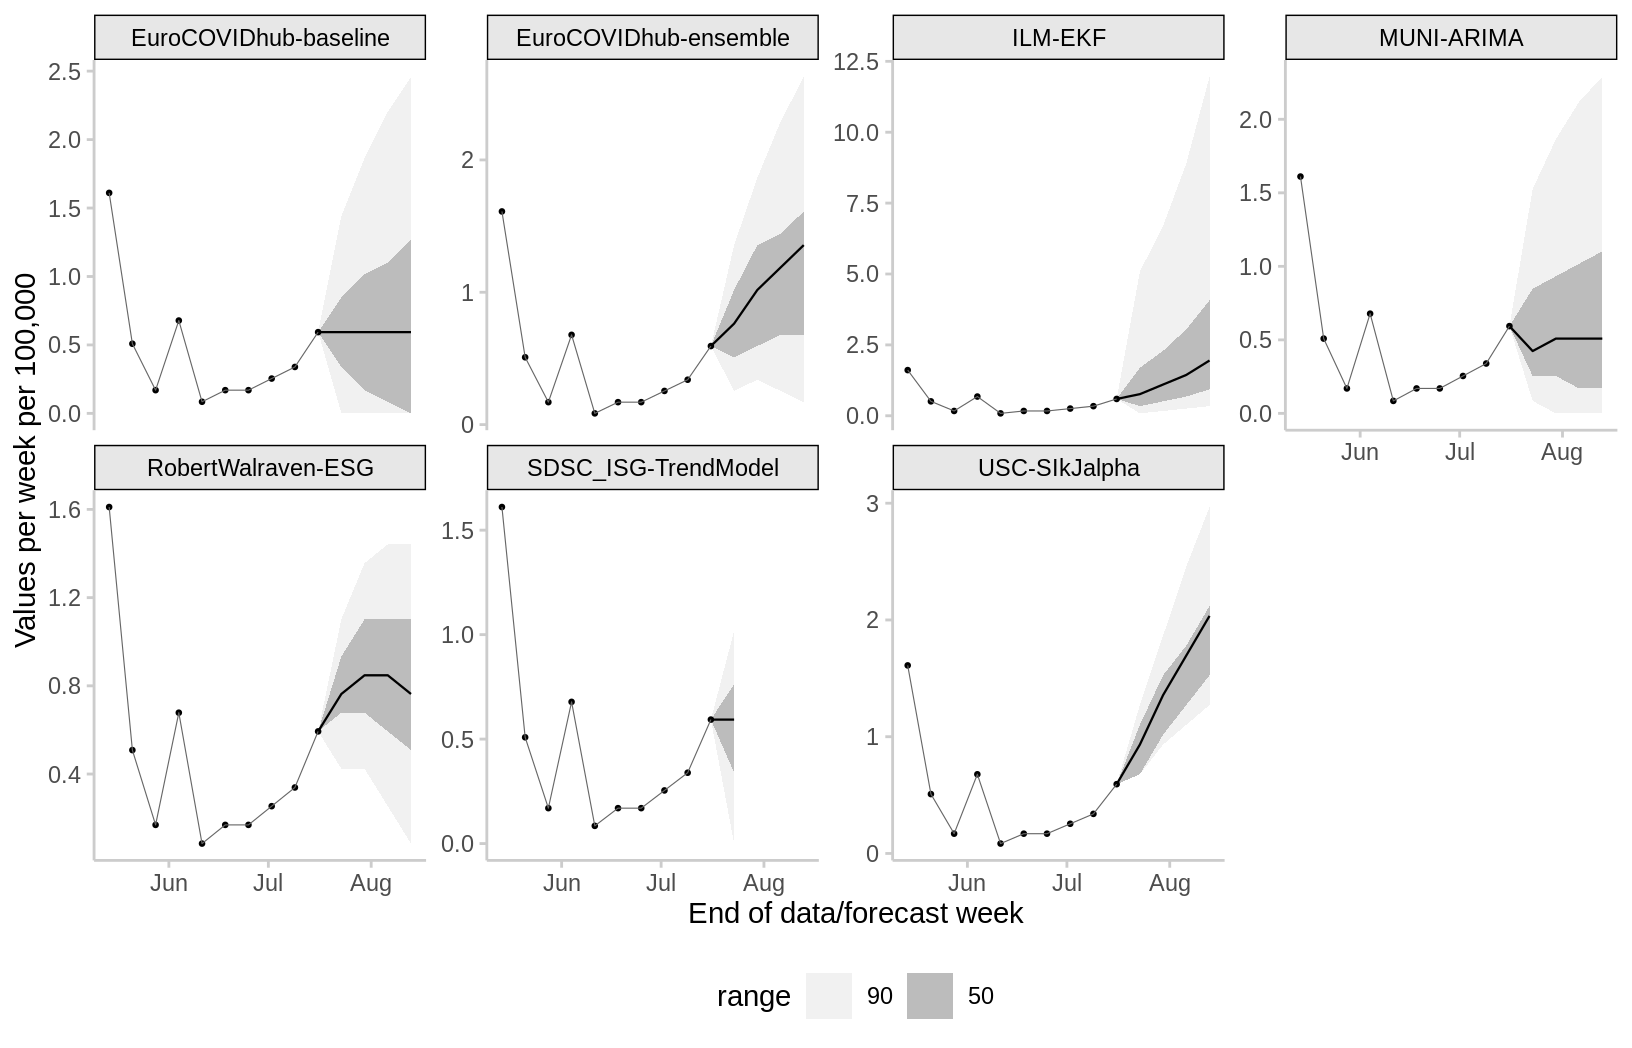 EuroCOVIDhub-baseline
EuroCOVIDhub-ensemble
ILM-EKF
MUNI-ARIMA
2.5
2.0
1.5
1.0
0.5
0.0
2
1
0
12.5
10.0
7.5
5.0
2.5
0.0
2.0
1.5
1.0
0.5
0.0
Jun Jul Aug
Values per week per 100,000
RobertWalraven-ESG
SDSC_ISG-TrendModel
USC-SIkJalpha
1.6
1.2
0.8
0.4
Jun Jul Aug
1.5
1.0
0.5
0.0
Jun Jul Aug
3
2
1
0
Jun Jul Aug
End of data/forecast week
range 90 50